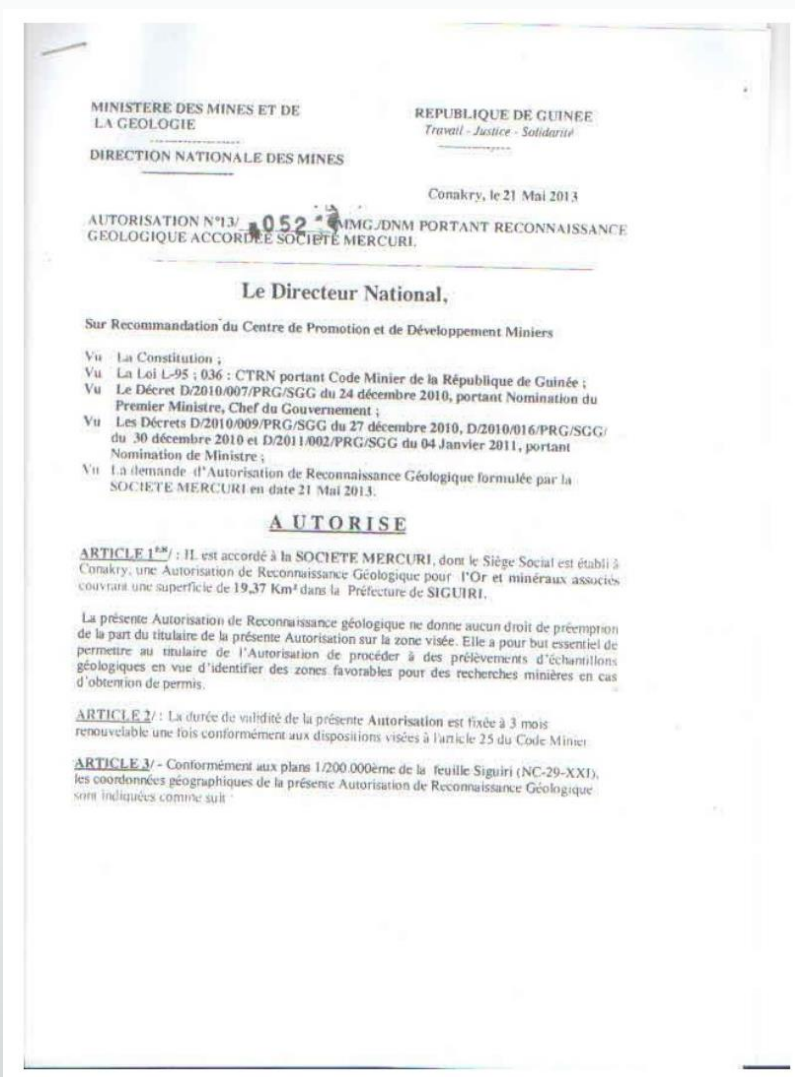 MINISTERE DES MINES ET DE
LA GEOLOGIE
DIRECTION NATIONALE DES MINES
REPUBLIQUE DE GUINEE
Travail - Justice - Solidarité
Conakry, le 21 Mai 2013
AUTORISATION N°13/ 052 MMG/DNM PORTANT RECONNAISSANCE
GEOLOGIQUE ACCORDEE SOCIETE MERCURI.
Le Directeur National,
Sur Recommandation du Centre de Promotion et de Développement Miniers
Vu La Constitution ;
Vu La Loi L-95 ; 036 : CTRN portant Code Minier de la République de Guinée ;
Vu Le Décret D/2010/007/PRG/SGG du 24 décembre 2010, portant Nomination du
Premier Ministre, Chef du Gouvernement ;
Vu Les Décrets D/2010/009/PRG/SGG du 27 décembre 2010, D/2010/016/PRG/SGG/
du 30 décembre 2010 et D/2011/002/PRG/SGG du 04 Janvier 2011, portant
Nomination de Ministre ;
Vu La demande d'Autorisation de Reconnaissance Géologique formulée par la
SOCIETE MERCURI en date 21 Mai 2013.
A UTORISE
ARTICLE 1ER/ : IL est accordé à la SOCIETE MERCURI, dont le Siège Social est établi à
Conakry, une Autorisation de Reconnaissance Géologique pour l'Or et minéraux associés
couvrant une superficie de 19,37 Km² dans la Préfecture de SIGUIRI.
La présente Autorisation de Reconnaissance géologique ne donne aucun droit de préemption
de la part du titulaire de la présente Autorisation sur la zone visée. Elle a pour but essentiel de
permettre au titulaire de l'Autorisation de procéder à des prélèvements d'échantillons
géologiques en vue d'identifier des zones favorables pour des recherches minières en cas
d'obtention de permis.
ARTICLE 2/ : La durée de validité de la présente Autorisation est fixée à 3 mois
renouvelable une fois conformément aux dispositions visées à l'article 25 du Code Minier
ARTICLE 3/ - Conformément aux plans 1/200.000ème de la feuille Siguiri (NC-29-XXI),
les coordonnées géographiques de la présente Autorisation de Reconnaissance Géologique
sont indiquées comme suit :